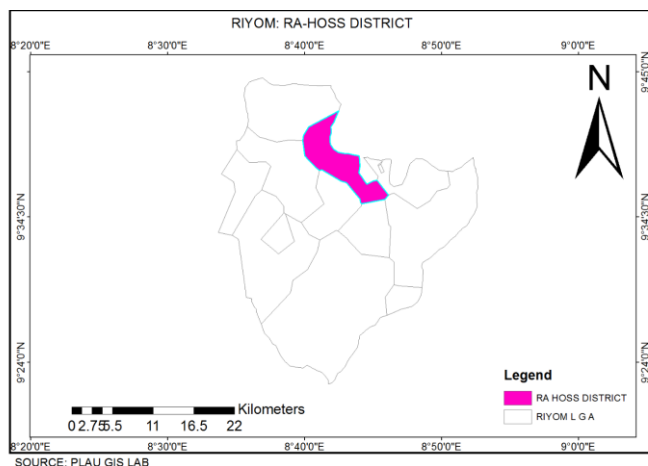 RIYOM: RA-HOSS DISTRICT
8°20'0"E 8°30'0"E 8°40'0"E 8°50'0"E 9°0'0"E
9°45'0"N
N
9°34'30"N 9°34'30"N
9°24'0"N 9°24'0"N
Legend
RA HOSS DISTRICT
RIYOM L G A
Kilometers
0 2.75 5.5 11 16.5 22
8°20'0"E 8°30'0"E 8°40'0"E 8°50'0"E 9°0'0"E
SOURCE: PLAU GIS LAB